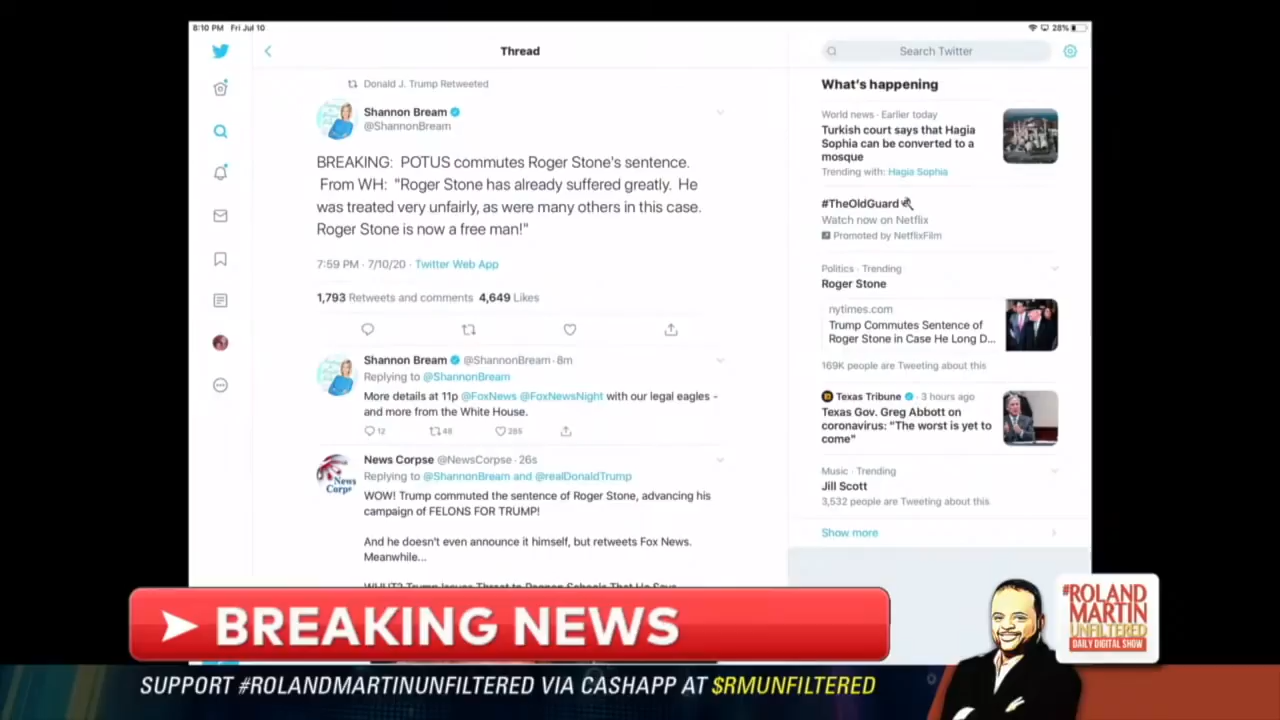 8:10 PM Fri Jul 10
28%
Thread
Search Twitter
Donald J. Trump Retweeted
Shannon Bream
@ShannonBream
BREAKING: POTUS commutes Roger Stone's sentence.
From WH: "Roger Stone has already suffered greatly. He
was treated very unfairly, as were many others in this case.
Roger Stone is now a free man!"
7:59 PM · 7/10/20 · Twitter Web App
1,793 Retweets and comments 4,649 Likes
Shannon Bream @ShannonBream · 8m
Replying to @ShannonBream
More details at 11p @FoxNews @FoxNewsNight with our legal eagles -
and more from the White House.
12 48 285
News Corpse @NewsCorpse · 26s
Replying to @ShannonBream and @realDonaldTrump
WOW! Trump commuted the sentence of Roger Stone, advancing his
campaign of FELONS FOR TRUMP!
And he doesn't even announce it himself, but retweets Fox News.
Meanwhile...
News
Corpse
What's happening
World news · Earlier today
Turkish court says that Hagia
Sophia can be converted to a
mosque
Trending with: Hagia Sophia
#TheOldGuard
Watch now on Netflix
Promoted by NetflixFilm
Politics · Trending
Roger Stone
nytimes.com
Trump Commutes Sentence of
Roger Stone in Case He Long D...
169K people are Tweeting about this
Texas Tribune · 3 hours ago
Texas Gov. Greg Abbott on
coronavirus: "The worst is yet to
come"
Music · Trending
Jill Scott
3,532 people are Tweeting about this
Show more
BREAKING NEWS
#ROLAND
MARTIN
UNFILTERED
DAILY DIGITAL SHOW
SUPPORT #ROLANDMARTINUNFILTERED VIA CASHAPP AT $RMUNFILTERED